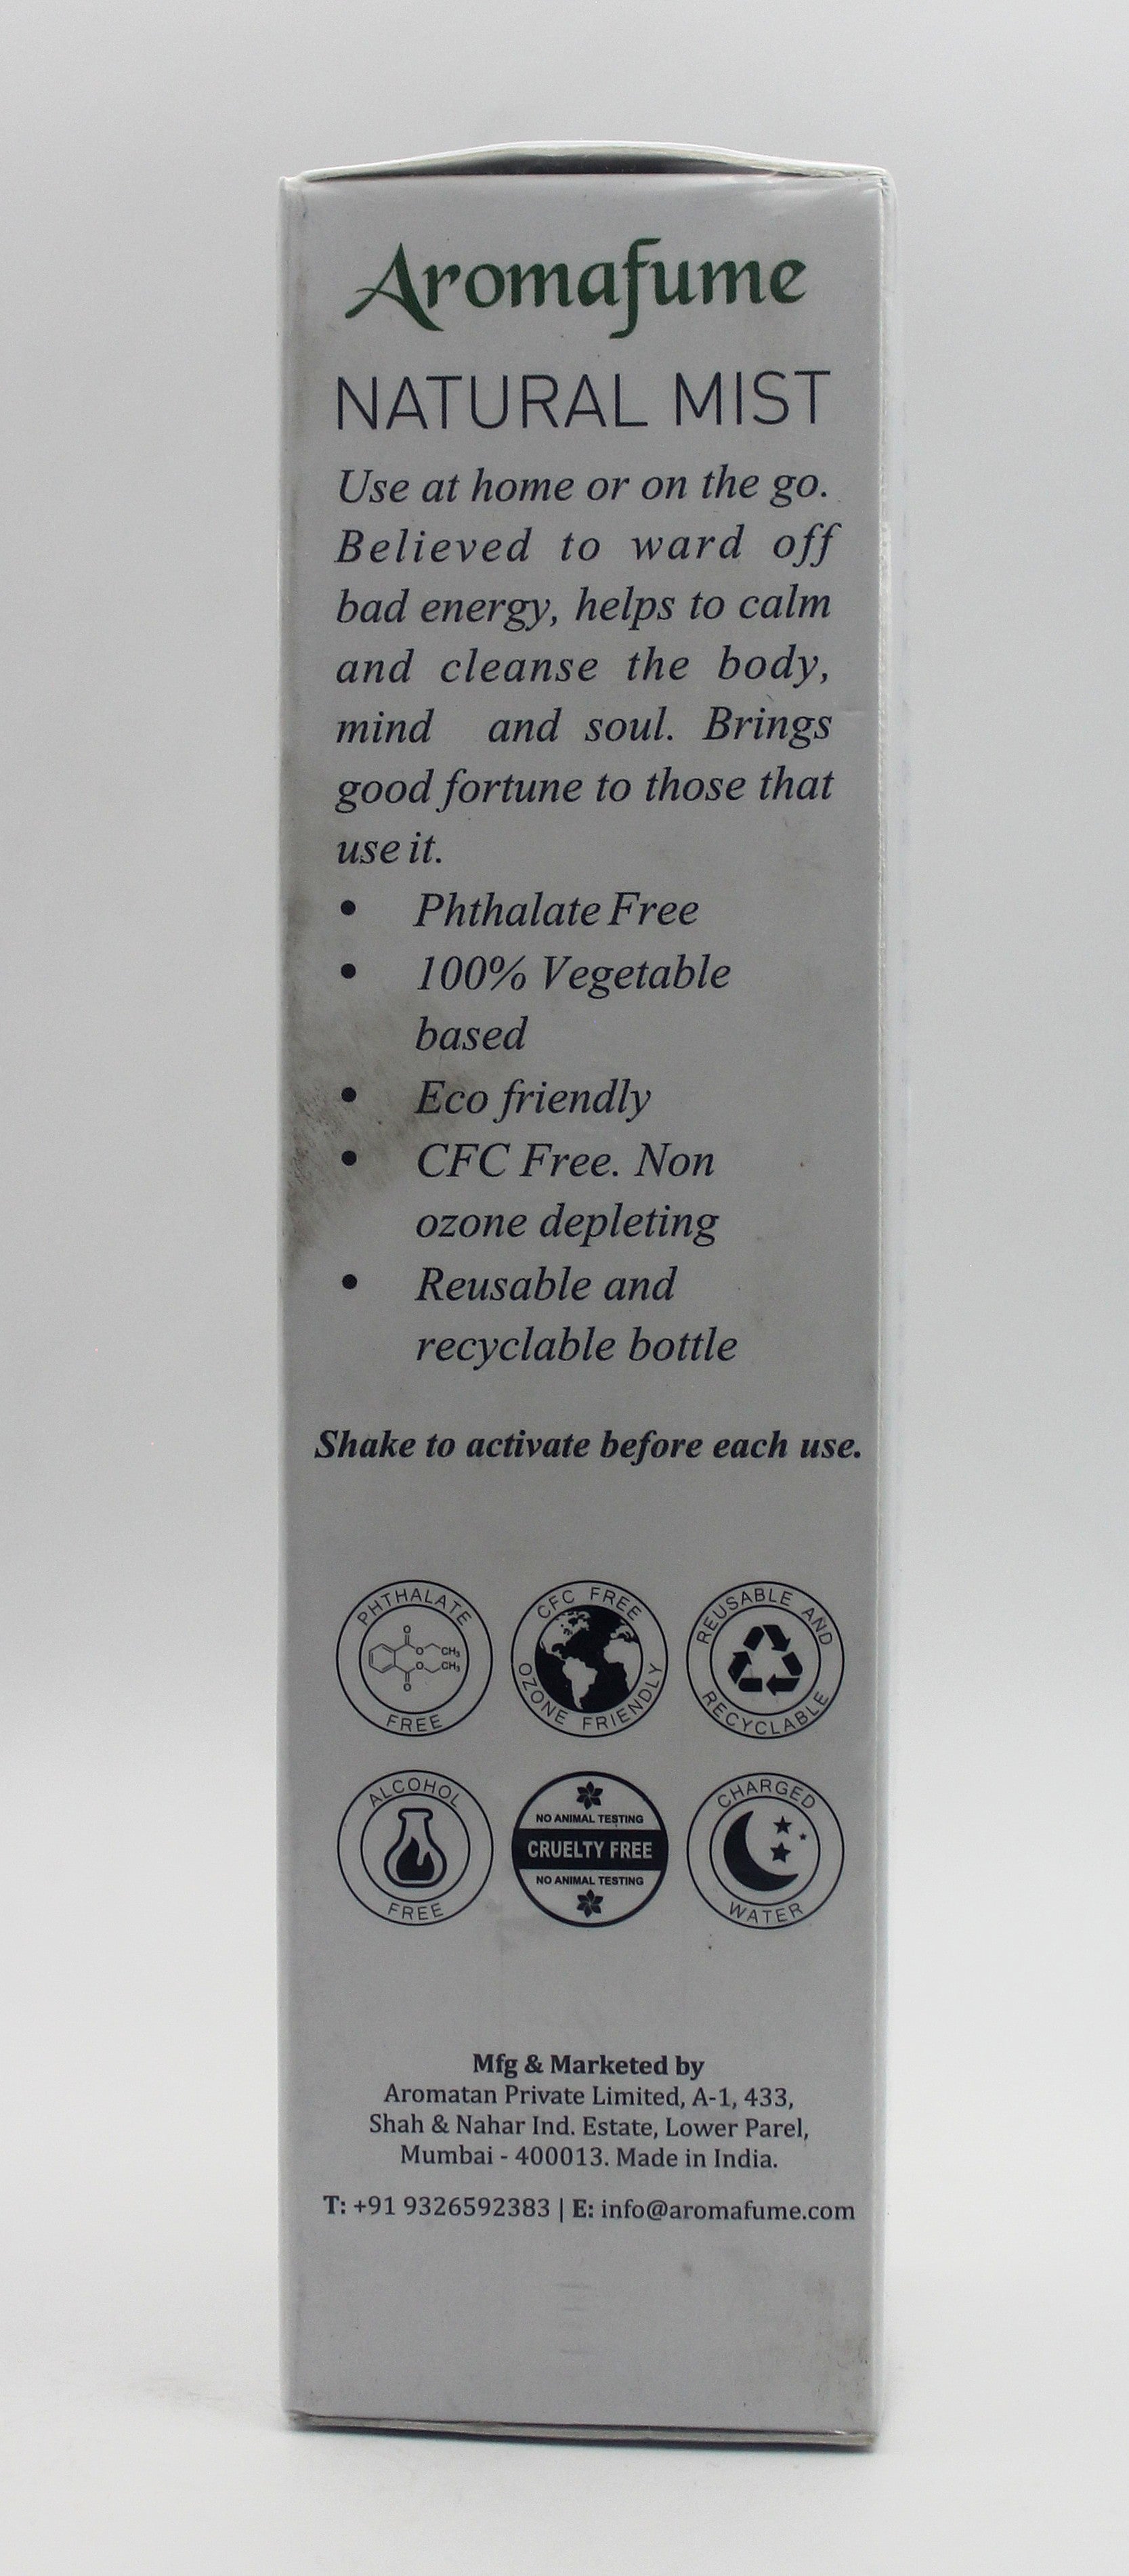 Aromafume
NATURAL MIST
Use at home or on the go.
Believed to ward off
bad energy, helps to calm
and cleanse the body,
mind and soul. Brings
good fortune to those that
use it.
• Phthalate Free
• 100% Vegetable
based
• Eco friendly
• CFC Free. Non
ozone depleting
• Reusable and
recyclable bottle
Shake to activate before each use.
PHTHALATE
O
O CH₃
O CH₃
O
FREE
CFC FREE
OZONE FRIENDLY
REUSABLE AND
RECYCLABLE
ALCOHOL
FREE
NO ANIMAL TESTING
CRUELTY FREE
NO ANIMAL TESTING
CHARGED
WATER
Mfg & Marketed by
Aromatan Private Limited, A-1, 433,
Shah & Nahar Ind. Estate, Lower Parel,
Mumbai - 400013. Made in India.
T: +91 9326592383 | E: info@aromafume.com